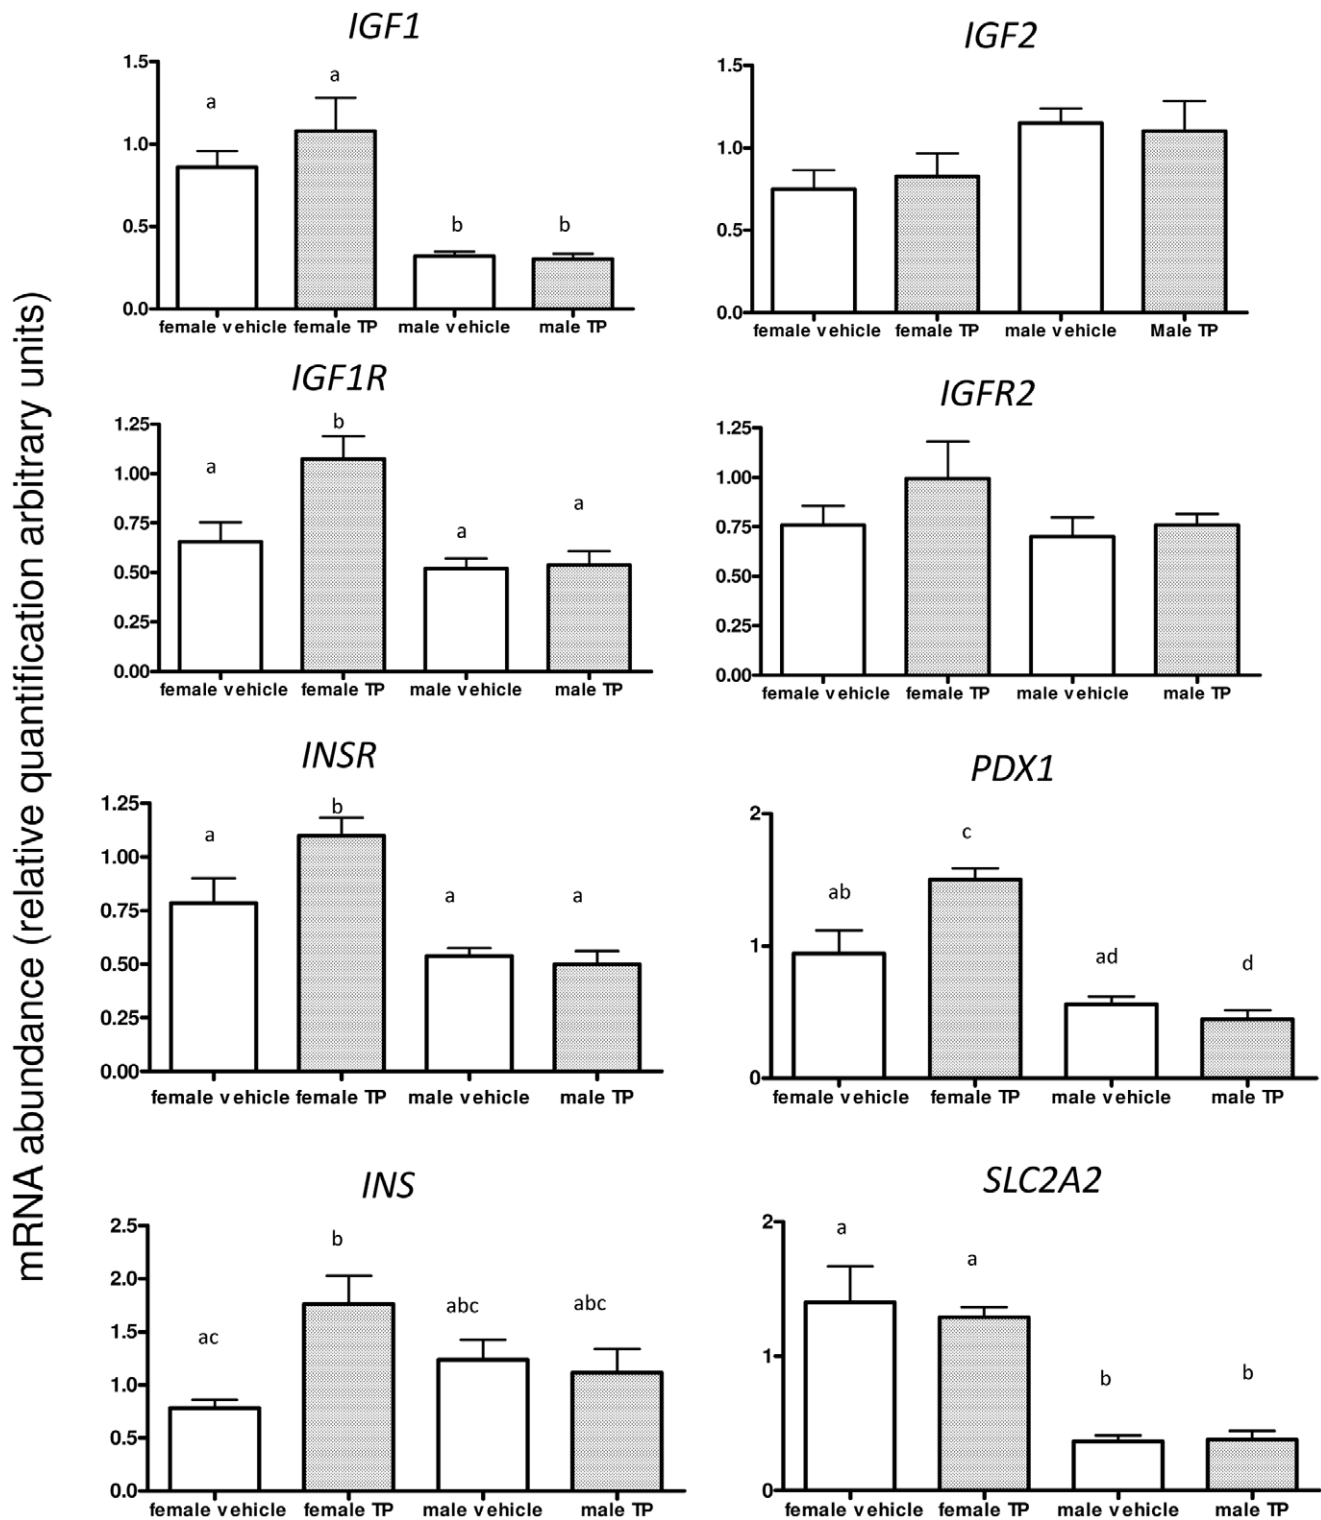 mRNA abundance (relative quantification arbitrary units)
IGF1
1.5
1.0
0.5
0.0
a
a
b
b
female vehicle female TP male vehicle male TP
IGF2
1.5
1.0
0.5
0.0
female vehicle female TP male vehicle Male TP
IGF1R
1.25
1.00
0.75
0.50
0.25
0.00
a
b
a
a
female vehicle female TP male vehicle male TP
IGFR2
1.25
1.00
0.75
0.50
0.25
0.00
female vehicle female TP male vehicle male TP
INSR
1.25
1.00
0.75
0.50
0.25
0.00
a
b
a
a
female vehicle female TP male vehicle male TP
PDX1
2
1
0
ab
c
ad
d
female vehicle female TP male vehicle male TP
INS
2.5
2.0
1.5
1.0
0.5
0.0
ac
b
abc
abc
female vehicle female TP male vehicle male TP
SLC2A2
2
1
0
a
a
b
b
female vehicle female TP male vehicle male TP